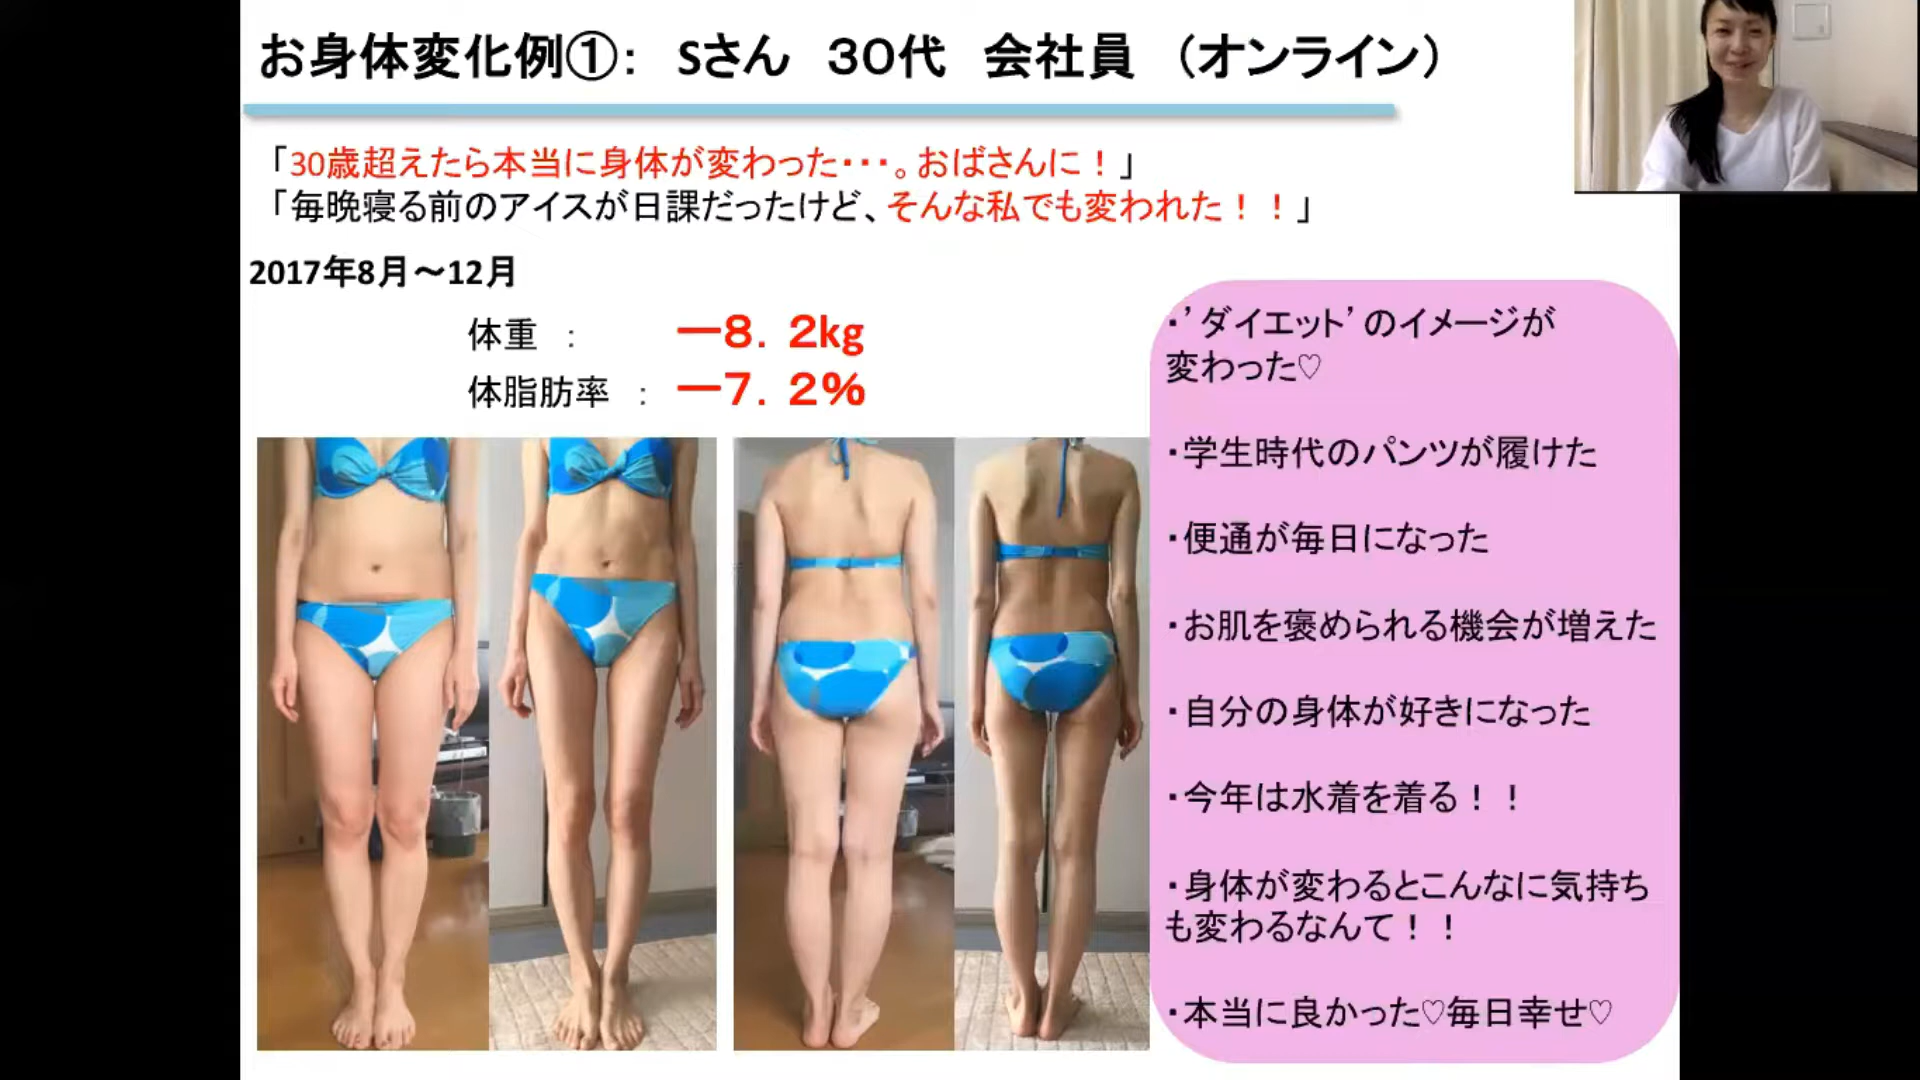 お身体変化例①： Sさん ３０代 会社員 （オンライン）
「30歳超えたら本当に身体が変わった・・・。おばさんに！」
「毎晩寝る前のアイスが日課だったけど、そんな私でも変われた！！」
2017年8月～12月
体重 ： ー８．２kg
体脂肪率 ： ー７．２％
・’ダイエット’のイメージが
変わった♡
・学生時代のパンツが履けた
・便通が毎日になった
・お肌を褒められる機会が増えた
・自分の身体が好きになった
・今年は水着を着る！！
・身体が変わるとこんなに気持ち
も変わるなんて！！
・本当に良かった♡毎日幸せ♡